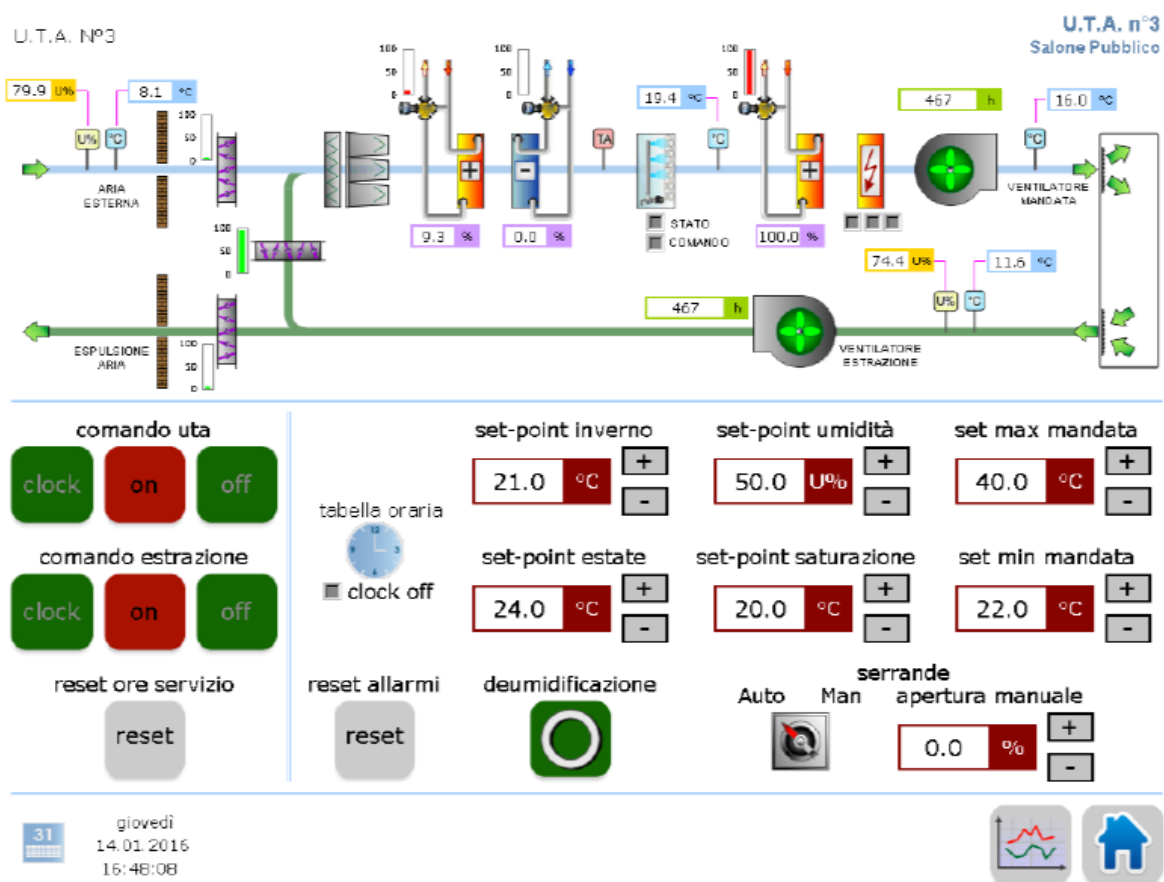 U.T.A. Nº3
U.T.A. n°3
Salone Pubblico
79.9 U%
8.1 °C
100
50
0
U%
°C
ARIA
ESTERNA
100
50
0
9.3 %
100
50
0
0.0 %
TA
19.4 °C
STATO
COMANDO
°C
100
50
0
100.0 %
467 h
16.0 °C
°C
VENTILATORE
MANDATA
100
50
0
74.4 U%
11.6 °C
U%
°C
467 h
VENTILATORE
ESTRAZIONE
ESPULSIONE
ARIA
100
50
0
comando uta
clock on off
comando estrazione
clock on off
reset ore servizio
reset
tabella oraria
12
3
6
9
clock off
reset allarmi
reset
set-point inverno
21.0 °C
+
-
set-point umidità
50.0 U%
+
-
set max mandata
40.0 °C
+
-
set-point estate
24.0 °C
+
-
set-point saturazione
20.0 °C
+
-
set min mandata
22.0 °C
+
-
deumidificazione
serrande
Auto Man apertura manuale
0.0 %
+
-
31
giovedì
14.01.2016
16:48:08